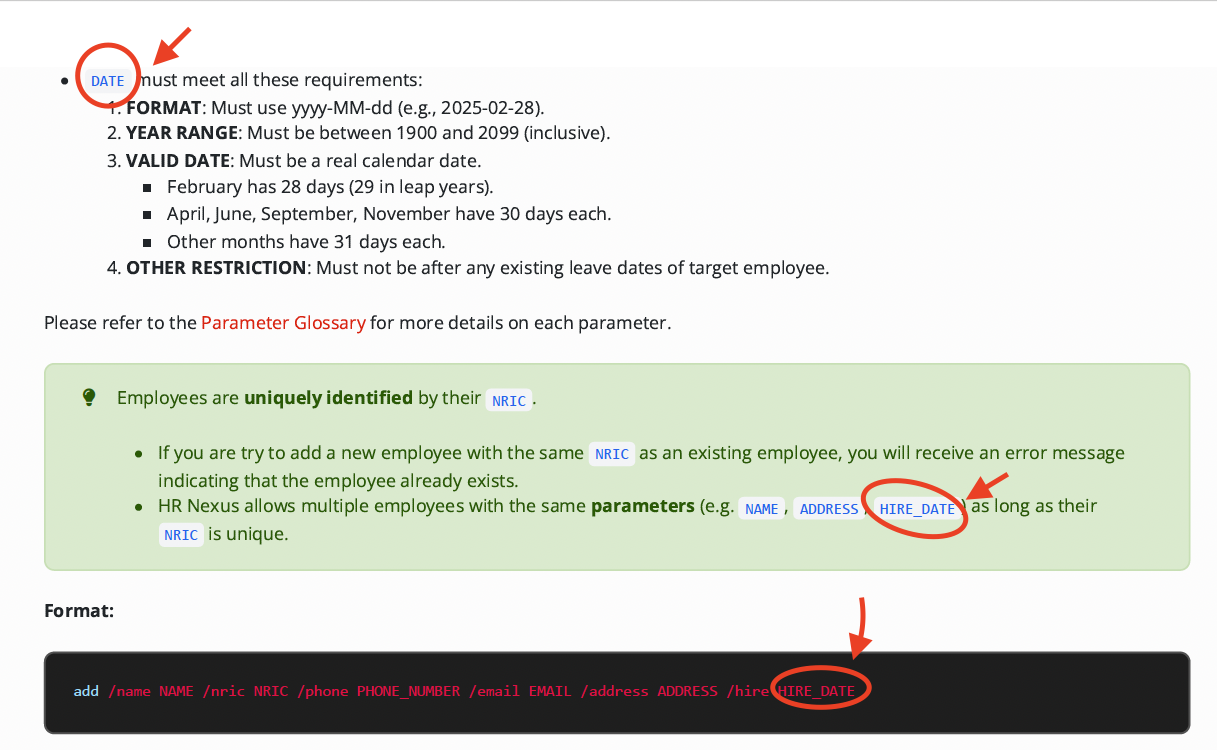 • DATE must meet all these requirements:
1. FORMAT: Must use yyyy-MM-dd (e.g., 2025-02-28).
2. YEAR RANGE: Must be between 1900 and 2099 (inclusive).
3. VALID DATE: Must be a real calendar date.
▪ February has 28 days (29 in leap years).
▪ April, June, September, November have 30 days each.
▪ Other months have 31 days each.
4. OTHER RESTRICTION: Must not be after any existing leave dates of target employee.
Please refer to the Parameter Glossary for more details on each parameter.
Employees are uniquely identified by their NRIC.
• If you are try to add a new employee with the same NRIC as an existing employee, you will receive an error message
indicating that the employee already exists.
• HR Nexus allows multiple employees with the same parameters (e.g. NAME, ADDRESS, HIRE_DATE) as long as their
NRIC is unique.
Format:
add /name NAME /nric NRIC /phone PHONE_NUMBER /email EMAIL /address ADDRESS /hire HIRE_DATE